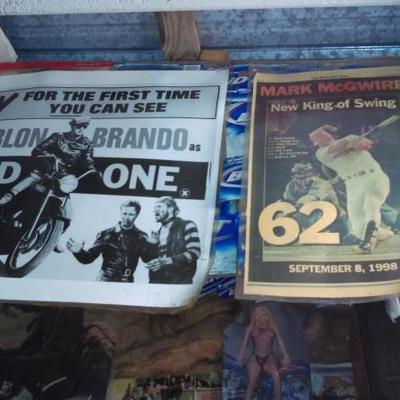 FOR THE FIRST TIME
YOU CAN SEE
BLON BRANDO as
D ONE
X
MARK McGWIRE
New King of Swing
62
SEPTEMBER 8, 1998